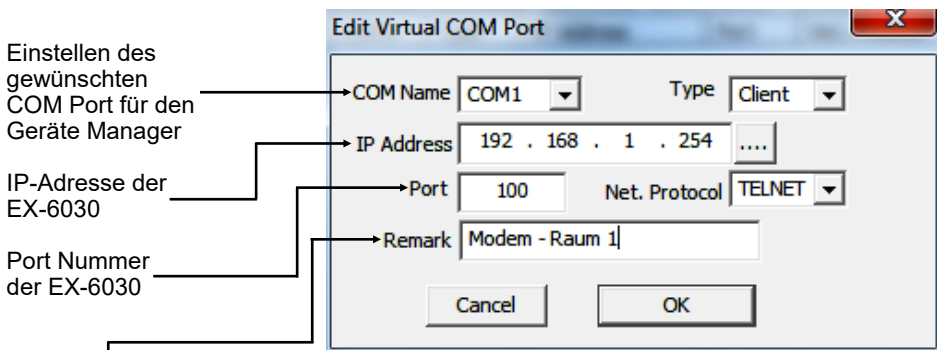 Edit Virtual COM Port
Einstellen des
gewünschten
COM Port für den
Geräte Manager
COM Name COM1 Type Client
IP Address 192 . 168 . 1 . 254 ....
IP-Adresse der
EX-6030
Port 100 Net. Protocol TELNET
Remark Modem - Raum 1
Port Nummer
der EX-6030
Cancel OK